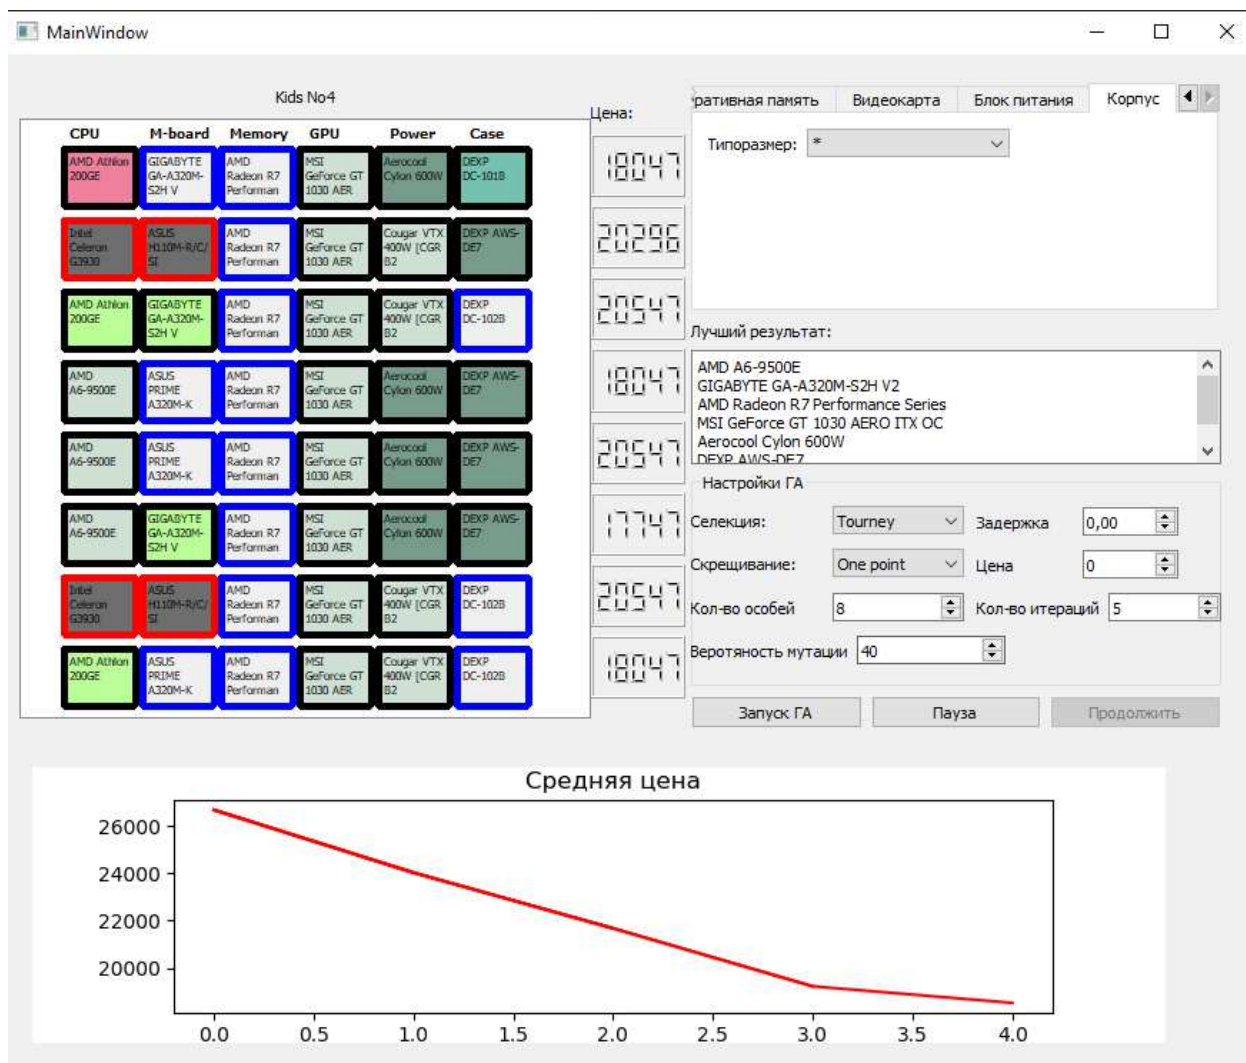 MainWindow
Kids No4
CPU M-board Memory GPU Power Case
AMD Athlon 200GE
GIGABYTE GA-A320M-S2H V
AMD Radeon R7 Performan
MSI GeForce GT 1030 AER
Aerocool Cylon 600W
DEXP DC-101B
Intel Celeron G3930
ASUS H110M-R/C/SI
AMD Radeon R7 Performan
MSI GeForce GT 1030 AER
Cougar VTX 400W [CGR B2
DEXP AWS-DE7
AMD Athlon 200GE
GIGABYTE GA-A320M-S2H V
AMD Radeon R7 Performan
MSI GeForce GT 1030 AER
Cougar VTX 400W [CGR B2
DEXP DC-102B
AMD A6-9500E
ASUS PRIME A320M-K
AMD Radeon R7 Performan
MSI GeForce GT 1030 AER
Aerocool Cylon 600W
DEXP AWS-DE7
AMD A6-9500E
ASUS PRIME A320M-K
AMD Radeon R7 Performan
MSI GeForce GT 1030 AER
Aerocool Cylon 600W
DEXP AWS-DE7
AMD A6-9500E
GIGABYTE GA-A320M-S2H V
AMD Radeon R7 Performan
MSI GeForce GT 1030 AER
Aerocool Cylon 600W
DEXP AWS-DE7
Intel Celeron G3930
ASUS H110M-R/C/SI
AMD Radeon R7 Performan
MSI GeForce GT 1030 AER
Cougar VTX 400W [CGR B2
DEXP DC-102B
AMD Athlon 200GE
ASUS PRIME A320M-K
AMD Radeon R7 Performan
MSI GeForce GT 1030 AER
Cougar VTX 400W [CGR B2
DEXP DC-102B
Цена:
18047
20296
20547
18047
20547
17747
20547
18047
ративная память Видеокарта Блок питания Корпус
Типоразмер: *
Лучший результат:
AMD A6-9500E
GIGABYTE GA-A320M-S2H V2
AMD Radeon R7 Performance Series
MSI GeForce GT 1030 AERO ITX OC
Aerocool Cylon 600W
DEXP AWS-DE7
Настройки ГА
Селекция: Tourney Задержка 0,00
Скрещивание: One point Цена 0
Кол-во особей 8 Кол-во итераций 5
Веротяность мутации 40
Запуск ГА Пауза Продолжить
Средняя цена
26000
24000
22000
20000
0.0 0.5 1.0 1.5 2.0 2.5 3.0 3.5 4.0